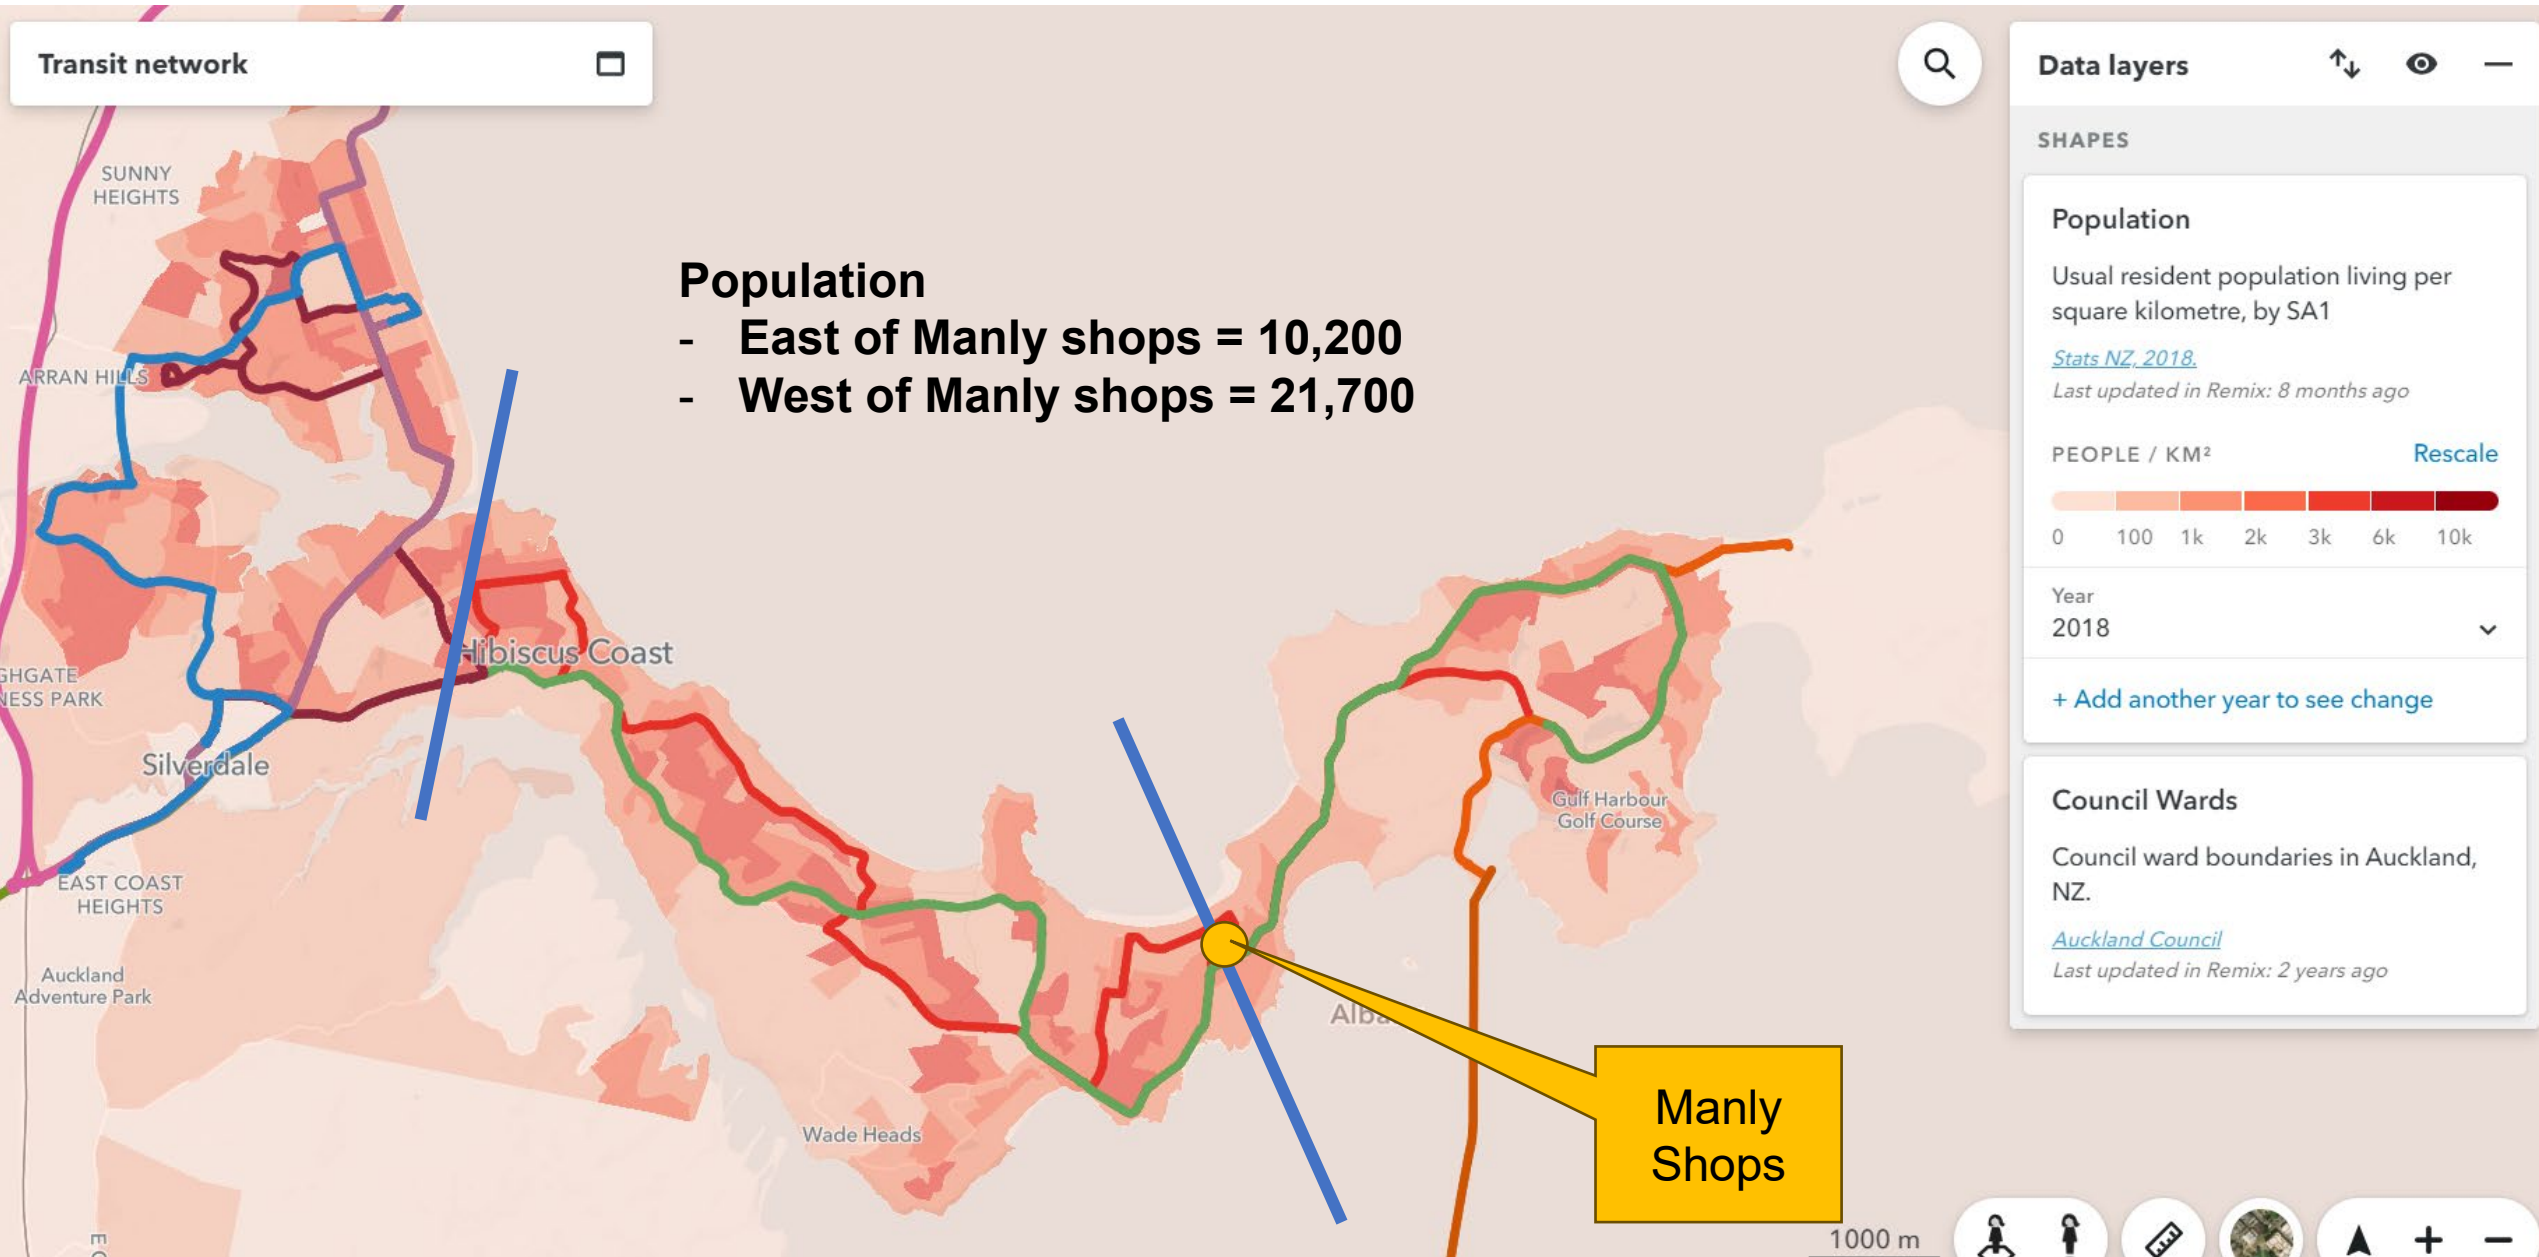 Transit network
Data layers
SHAPES
Population
Usual resident population living per
square kilometre, by SA1
Stats NZ, 2018.
Last updated in Remix: 8 months ago
PEOPLE / KM²
Rescale
0 100 1k 2k 3k 6k 10k
Year
2018
+ Add another year to see change
Council Wards
Council ward boundaries in Auckland,
NZ.
Auckland Council
Last updated in Remix: 2 years ago
Population
- East of Manly shops = 10,200
- West of Manly shops = 21,700
SUNNY
HEIGHTS
ARRAN HILLS
Hibiscus Coast
GHGATE
NESS PARK
Silverdale
EAST COAST
HEIGHTS
Auckland
Adventure Park
Wade Heads
Gulf Harbour
Golf Course
Manly
Shops
1000 m